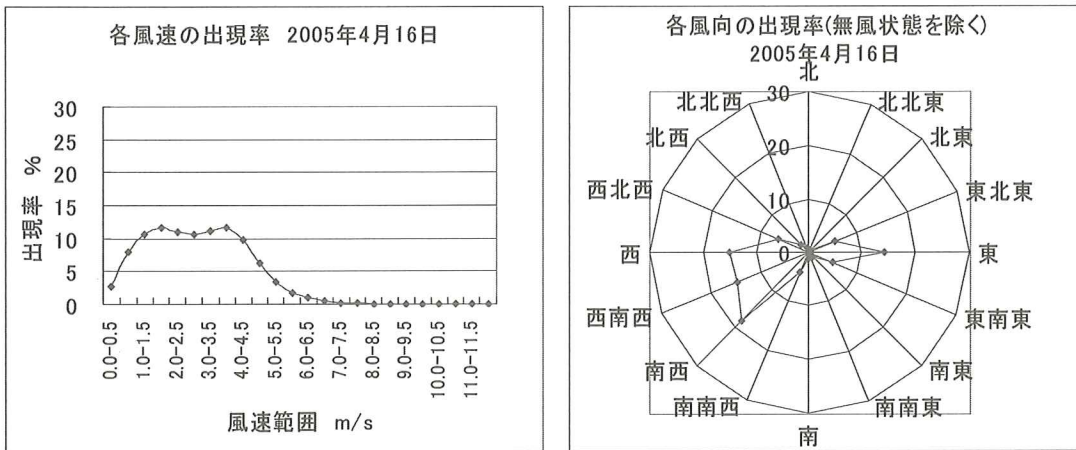 各風速の出現率 2005年4月16日
出現率 %
30
25
20
15
10
5
0
0.0-0.5
1.0-1.5
2.0-2.5
3.0-3.5
4.0-4.5
5.0-5.5
6.0-6.5
7.0-7.5
8.0-8.5
9.0-9.5
10.0-10.5
11.0-11.5
風速範囲 m/s
各風向の出現率(無風状態を除く)
2005年4月16日
北
北北東
北東
東北東
東
東南東
南東
南南東
南
南南西
南西
西南西
西
西北西
北西
北北西
30
20
10
0